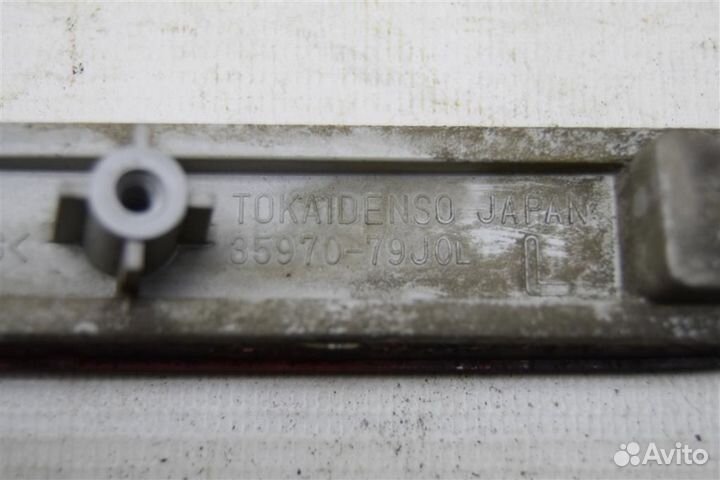 TOKAIDENSO JAPAN
35970-79J0L L
<
Avito